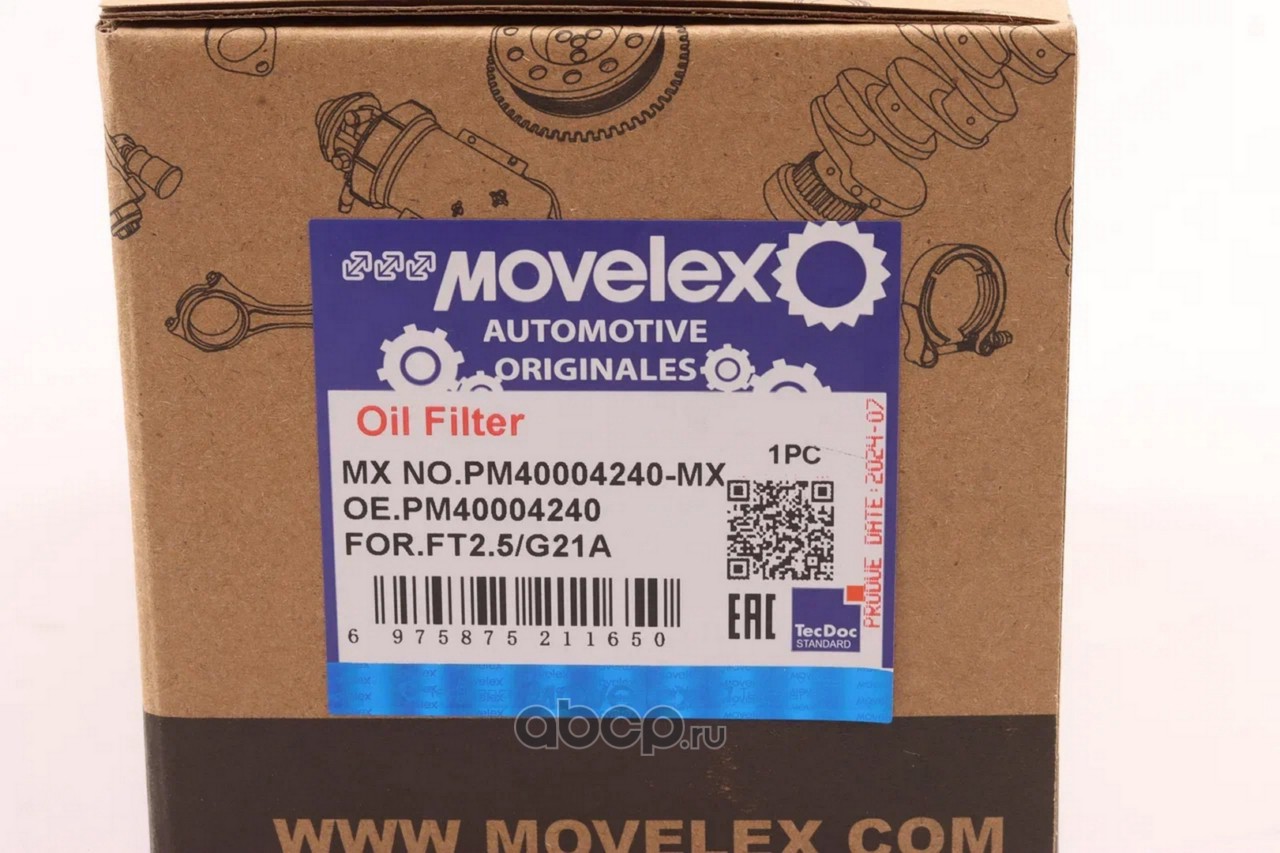 MOVELEX
AUTOMOTIVE
ORIGINALES
Oil Filter
1PC
MX NO.PM40004240-MX
OE.PM40004240
FOR.FT2.5/G21A
PRODUE DATE:2024-07
6 975875 211650
EAC
TecDoc
STANDARD
Movelex
abcp.ru
WWW.MOVELEX.COM